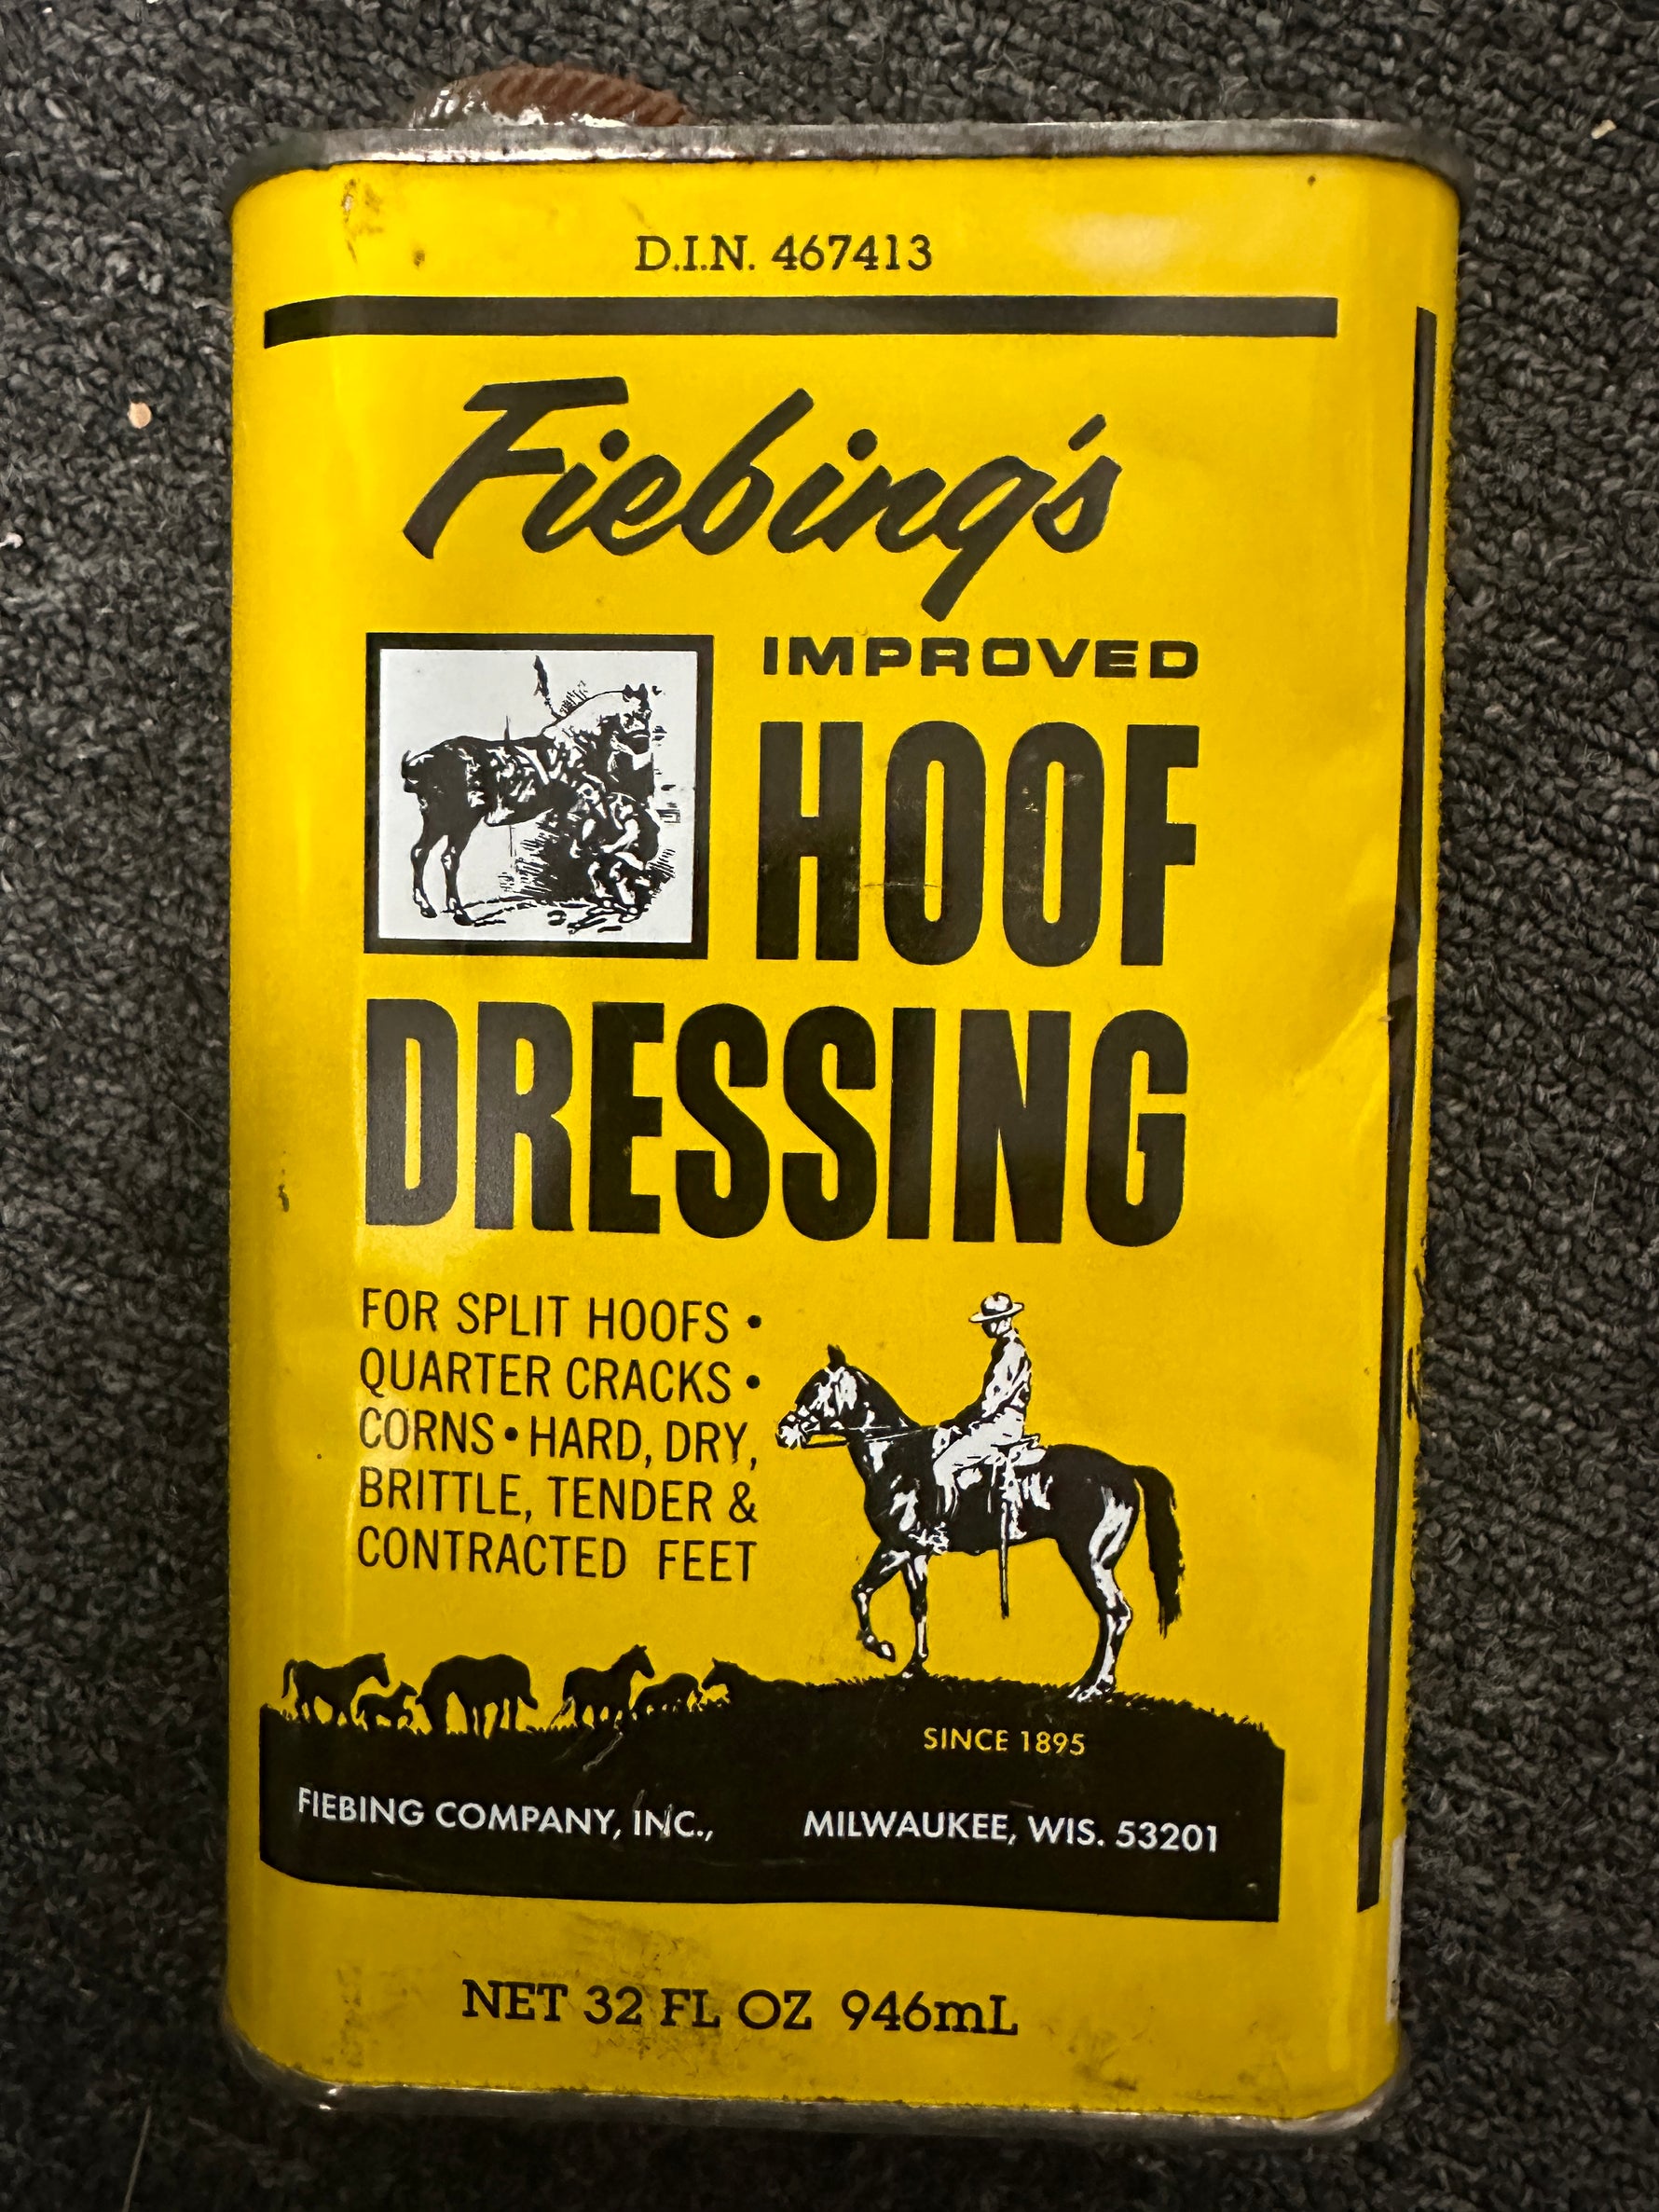 D.I.N. 467413
Fiebing's
IMPROVED
HOOF
DRESSING
FOR SPLIT HOOFS •
QUARTER CRACKS •
CORNS • HARD, DRY,
BRITTLE, TENDER &
CONTRACTED FEET
SINCE 1895
FIEBING COMPANY, INC., MILWAUKEE, WIS. 53201
NET 32 FL OZ 946mL